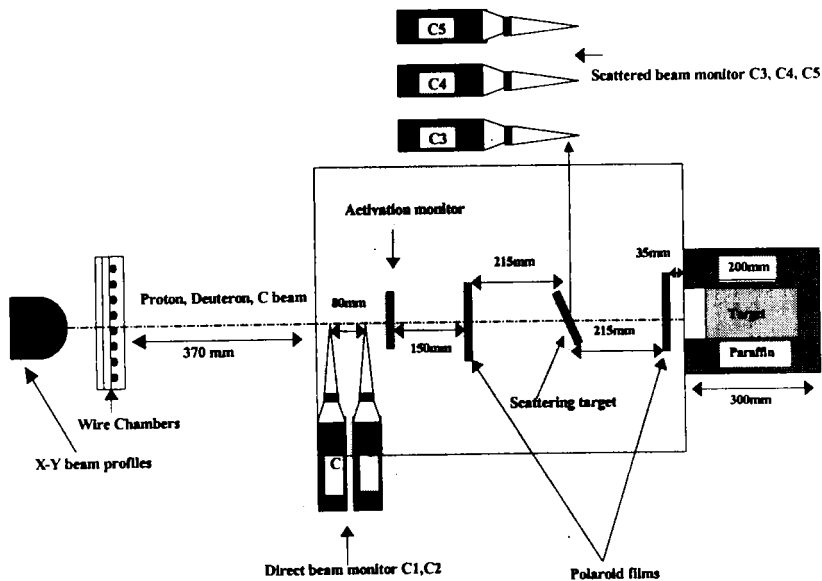 C5
C4
Scattered beam monitor C3, C4, C5
C3
Activation monitor
35mm
215mm
200mm
Proton, Deuteron, C beam
80mm
Target
370 mm
150mm
215mm
Paraffin
Scattering target
300mm
Wire Chambers
X-Y beam profiles
C
Direct beam monitor C1,C2
Polaroid films